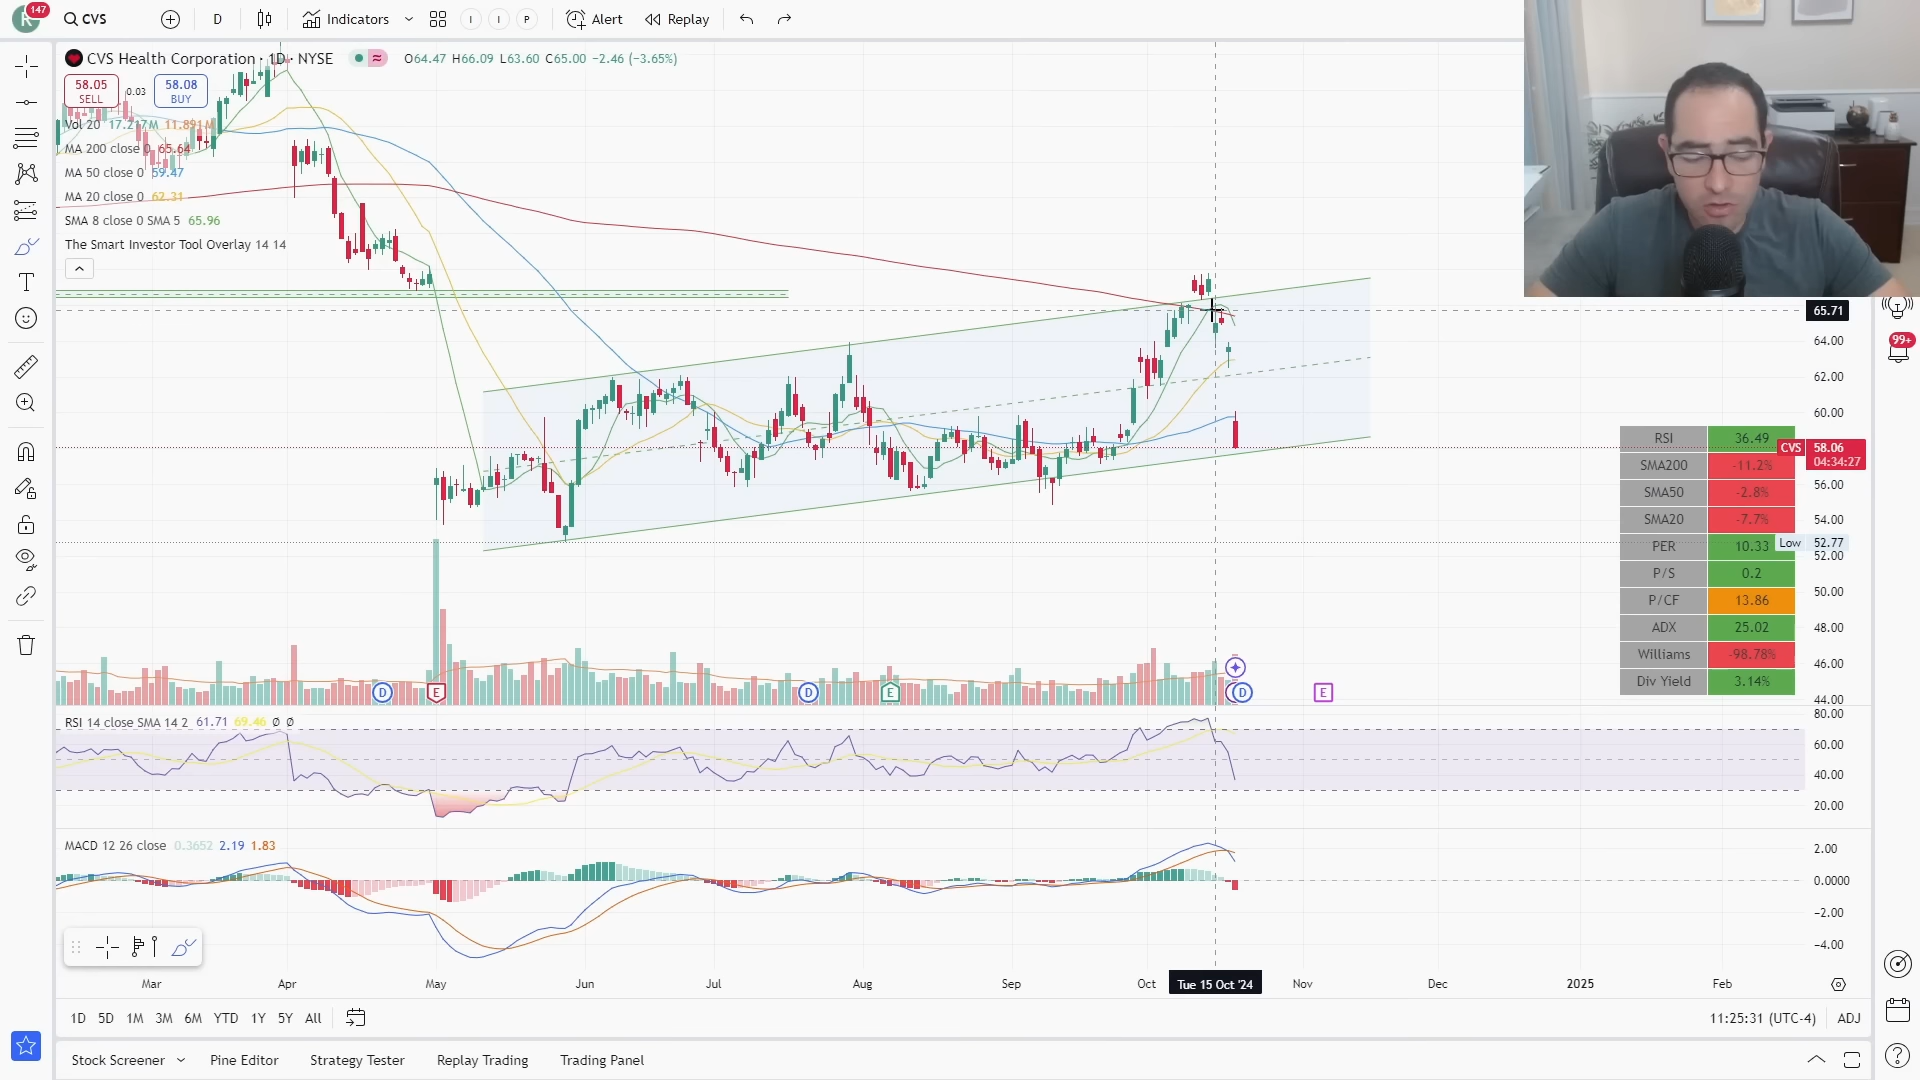 147
CVS
D
Indicators
I I P
Alert
Replay
CVS Health Corporation · 1D · NYSE
O64.47 H66.09 L63.60 C65.00 −2.46 (−3.65%)
58.05
SELL
0.03
58.08
BUY
Vol 20 17.217M 11.891M
MA 200 close 0 65.64
MA 50 close 0 59.47
MA 20 close 0 62.31
SMA 8 close 0 SMA 5 65.96
The Smart Investor Tool Overlay 14 14
65.71
64.00
62.00
60.00
CVS 58.06
04:34:27
56.00
54.00
Low 52.77
52.00
50.00
48.00
46.00
44.00
99+
RSI 36.49
SMA200 -11.2%
SMA50 -2.8%
SMA20 -7.7%
PER 10.33
P/S 0.2
P/CF 13.86
ADX 25.02
Williams -98.78%
Div Yield 3.14%
D E D E D E
RSI 14 close SMA 14 2 61.71 69.46 Ø Ø
80.00
60.00
40.00
20.00
MACD 12 26 close 0.3652 2.19 1.83
2.00
0.0000
−2.00
−4.00
Mar Apr May Jun Jul Aug Sep Oct Tue 15 Oct '24 Nov Dec 2025 Feb
1D 5D 1M 3M 6M YTD 1Y 5Y All
11:25:31 (UTC-4) ADJ
Stock Screener Pine Editor Strategy Tester Replay Trading Trading Panel